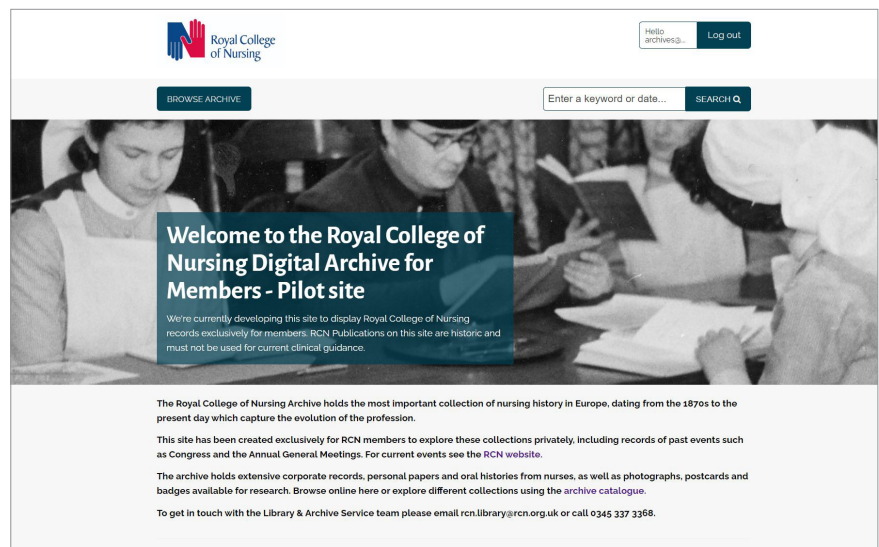 Royal College
of Nursing
Hello
archives@...
Log out
BROWSE ARCHIVE
Enter a keyword or date...
SEARCH
Welcome to the Royal College of
Nursing Digital Archive for
Members - Pilot site
We're currently developing this site to display Royal College of Nursing
records exclusively for members. RCN Publications on this site are historic and
must not be used for current clinical guidance.
The Royal College of Nursing Archive holds the most important collection of nursing history in Europe, dating from the 1870s to the
present day which capture the evolution of the profession.
This site has been created exclusively for RCN members to explore these collections privately, including records of past events such
as Congress and the Annual General Meetings. For current events see the RCN website.
The archive holds extensive corporate records, personal papers and oral histories from nurses, as well as photographs, postcards and
badges available for research. Browse online here or explore different collections using the archive catalogue.
To get in touch with the Library & Archive Service team please email rcn.library@rcn.org.uk or call 0345 337 3368.